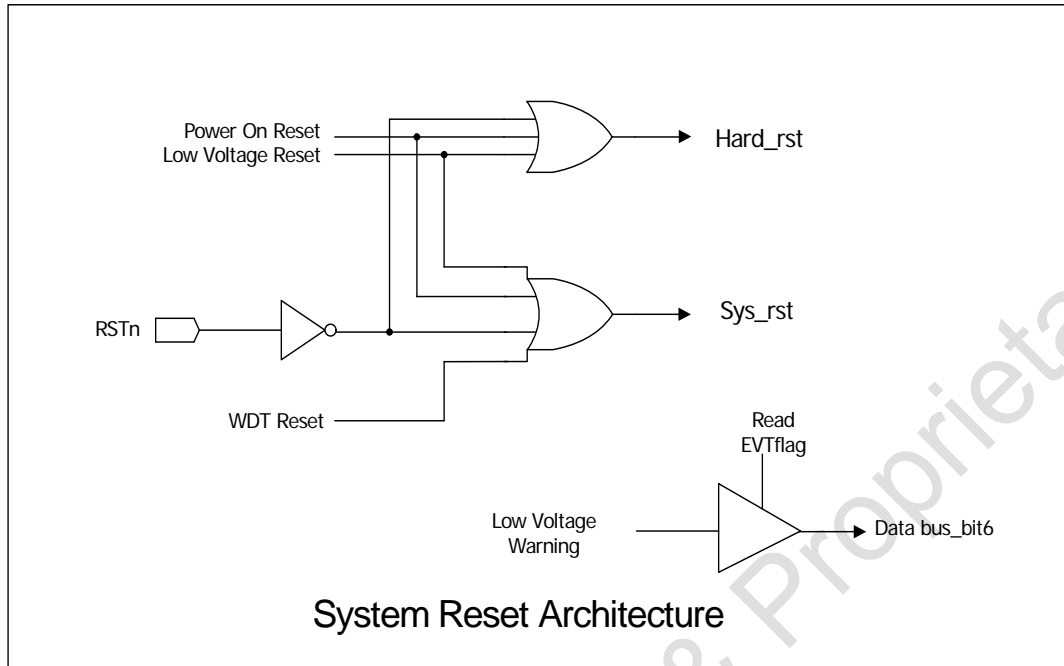 Power On Reset
Low Voltage Reset
Hard_rst
RSTn
Sys_rst
WDT Reset
Read
EVTflag
Low Voltage
Warning
Data bus_bit6
System Reset Architecture